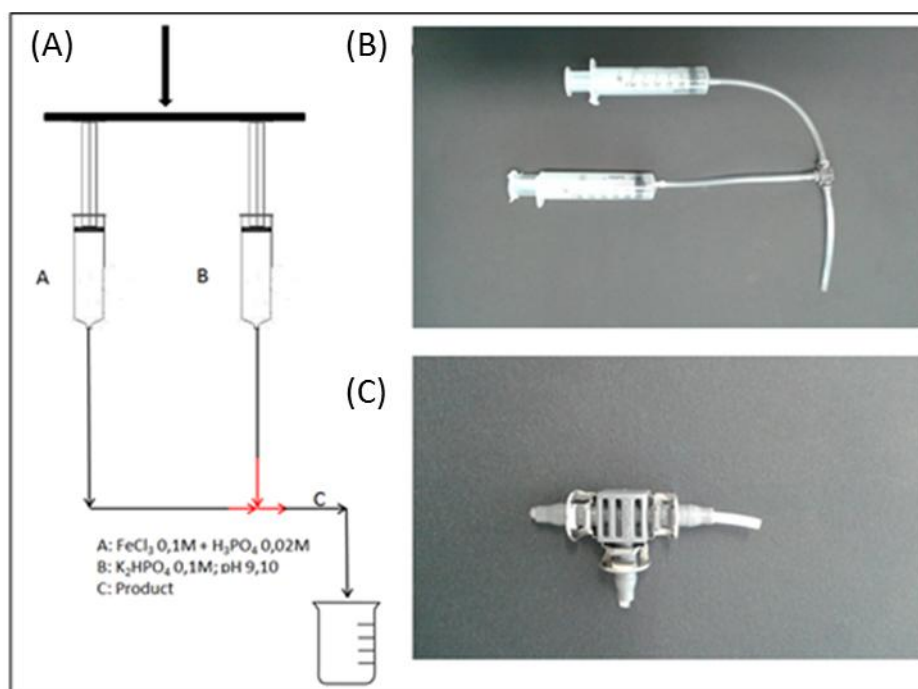 (A)
(B)
A
B
C
A: FeCl₃ 0,1M + H₃PO₄ 0,02M
B: K₂HPO₄ 0,1M; pH 9,10
C: Product
(C)